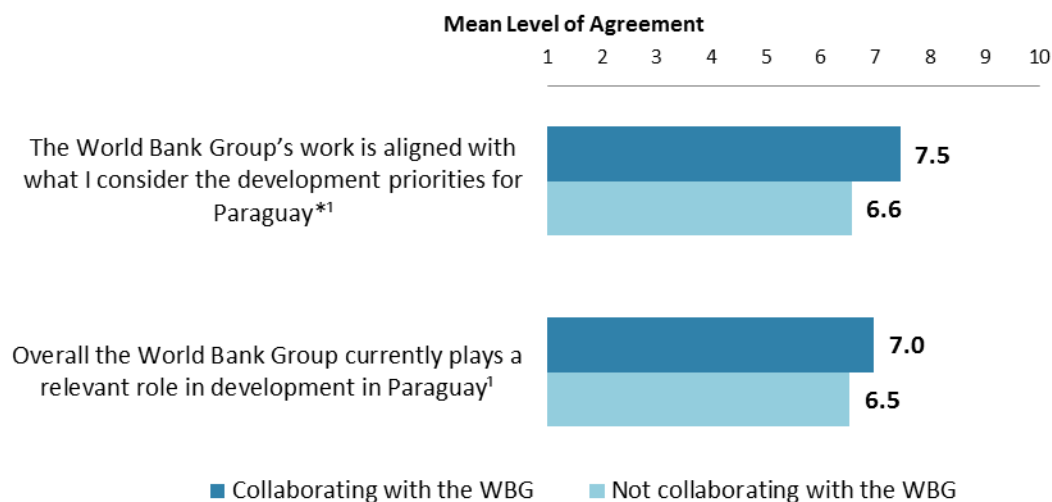 Mean Level of Agreement
1 2 3 4 5 6 7 8 9 10
The World Bank Group’s work is aligned with
what I consider the development priorities for
Paraguay*¹
7.5
6.6
Overall the World Bank Group currently plays a
relevant role in development in Paraguay¹
7.0
6.5
Collaborating with the WBG Not collaborating with the WBG